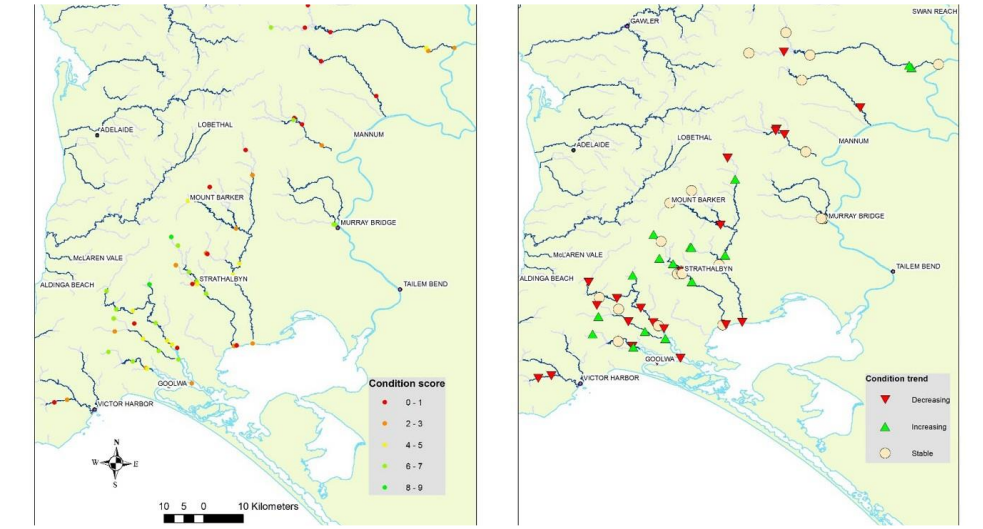 LOBETHAL
ADELAIDE
MANNUM
MOUNT BARKER
MURRAY BRIDGE
McLAREN VALE
STRATHALBYN
ALDINGA BEACH
TAILEM BEND
GOOLWA
VICTOR HARBOR
Condition score
0 - 1
2 - 3
4 - 5
6 - 7
8 - 9
N
W E
S
10 5 0 10 Kilometers
SWAN REACH
GAWLER
LOBETHAL
MANNUM
ADELAIDE
MOUNT BARKER
MURRAY BRIDGE
McLAREN VALE
STRATHALBYN
TAILEM BEND
ALDINGA BEACH
GOOLWA
VICTOR HARBOR
Condition trend
Decreasing
Increasing
Stable